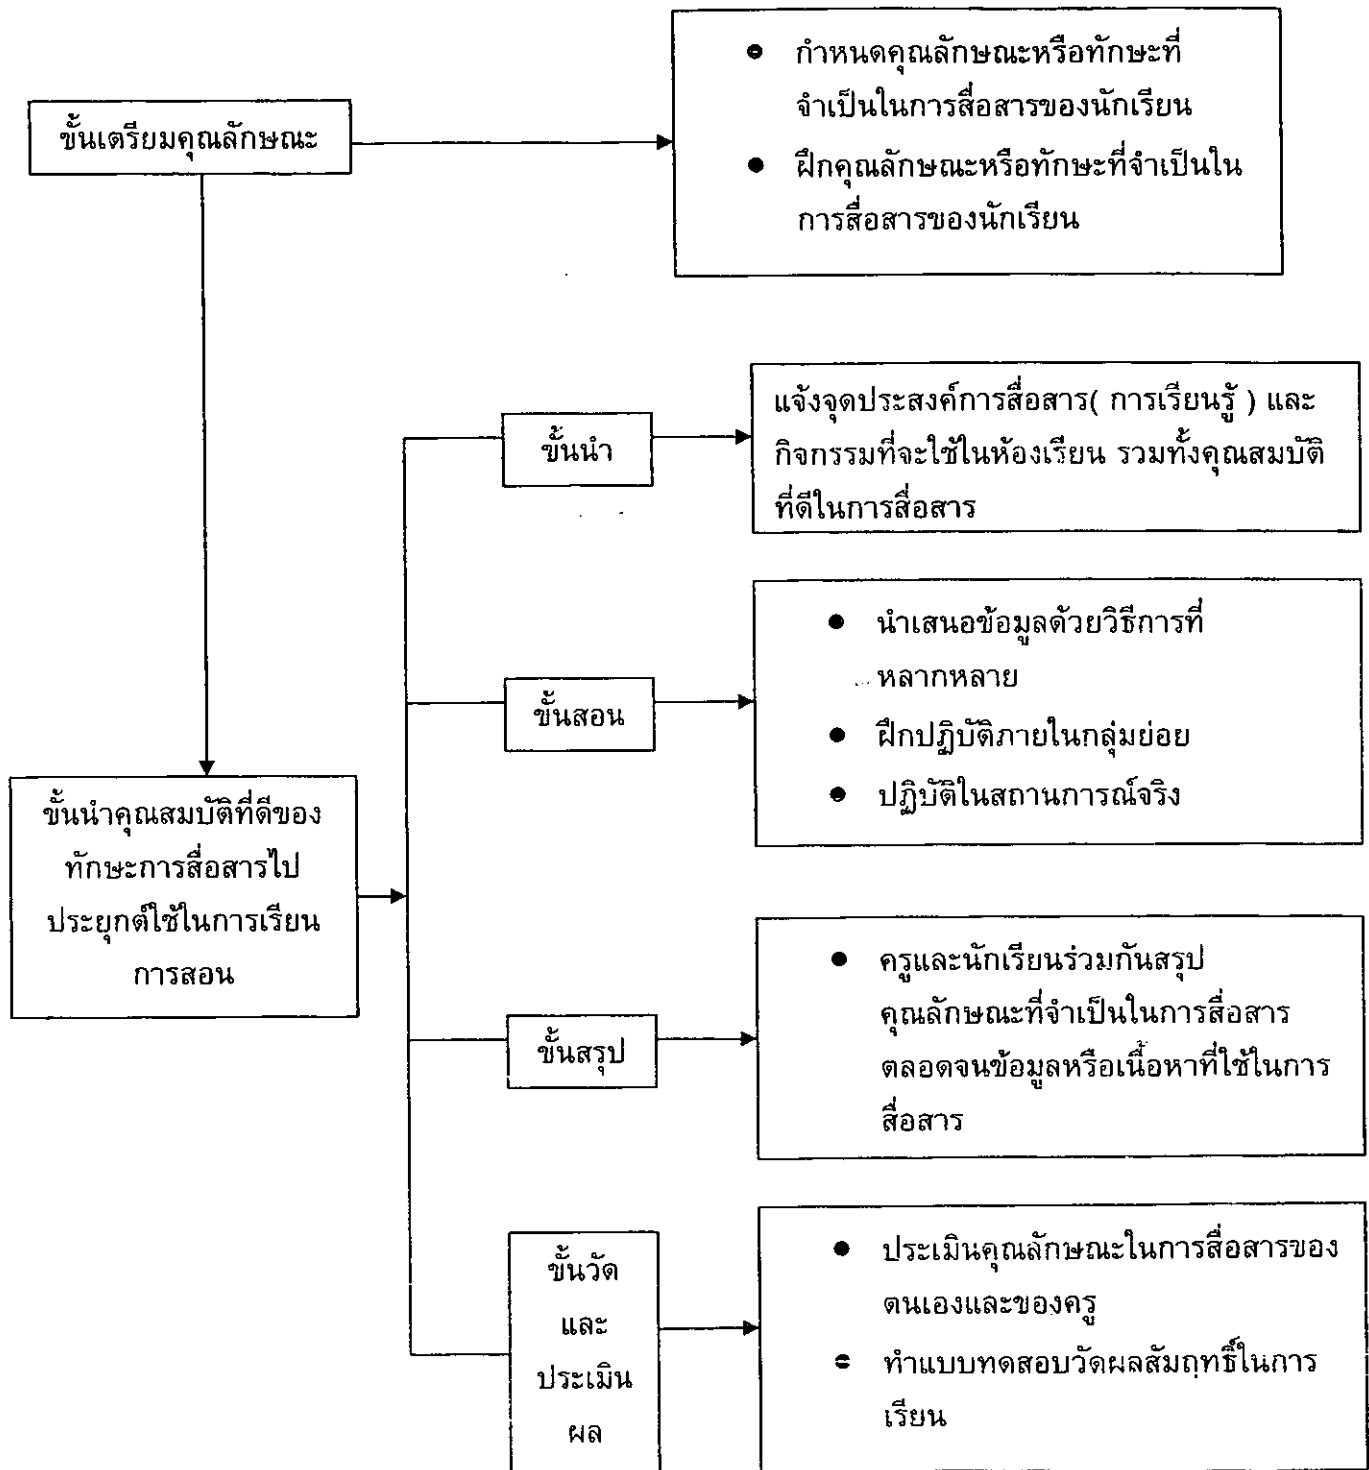 ขั้นเตรียมคุณลักษณะ
● กำหนดคุณลักษณะหรือทักษะที่
จำเป็นในการสื่อสารของนักเรียน
● ฝึกคุณลักษณะหรือทักษะที่จำเป็นใน
การสื่อสารของนักเรียน
ขั้นนำคุณสมบัติที่ดีของ
ทักษะการสื่อสารไป
ประยุกต์ใช้ในการเรียน
การสอน
ขั้นนำ
แจ้งจุดประสงค์การสื่อสาร( การเรียนรู้ ) และ
กิจกรรมที่จะใช้ในห้องเรียน รวมทั้งคุณสมบัติ
ที่ดีในการสื่อสาร
ขั้นสอน
● นำเสนอข้อมูลด้วยวิธีการที่
หลากหลาย
● ฝึกปฏิบัติภายในกลุ่มย่อย
● ปฏิบัติในสถานการณ์จริง
ขั้นสรุป
● ครูและนักเรียนร่วมกันสรุป
คุณลักษณะที่จำเป็นในการสื่อสาร
ตลอดจนข้อมูลหรือเนื้อหาที่ใช้ในการ
สื่อสาร
ขั้นวัด
และ
ประเมิน
ผล
● ประเมินคุณลักษณะในการสื่อสารของ
ตนเองและของครู
● ทำแบบทดสอบวัดผลสัมฤทธิ์ในการ
เรียน